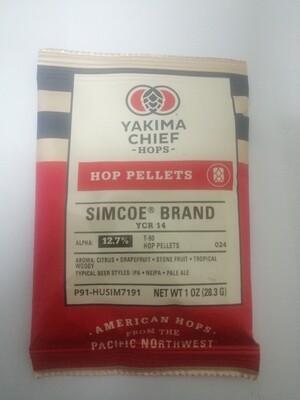 YAKIMA
CHIEF
-HOPS-
HOP PELLETS
SIMCOE® BRAND
YCR 14
ALPHA: 12.7% T-90
HOP PELLETS 024
AROMA: CITRUS • GRAPEFRUIT • STONE FRUIT • TROPICAL
WOODY
TYPICAL BEER STYLES: IPA • NEIPA • PALE ALE
P91-HUSIM7191 NET WT 1 OZ (28.3 G)
• AMERICAN HOPS •
FROM THE
PACIFIC NORTHWEST